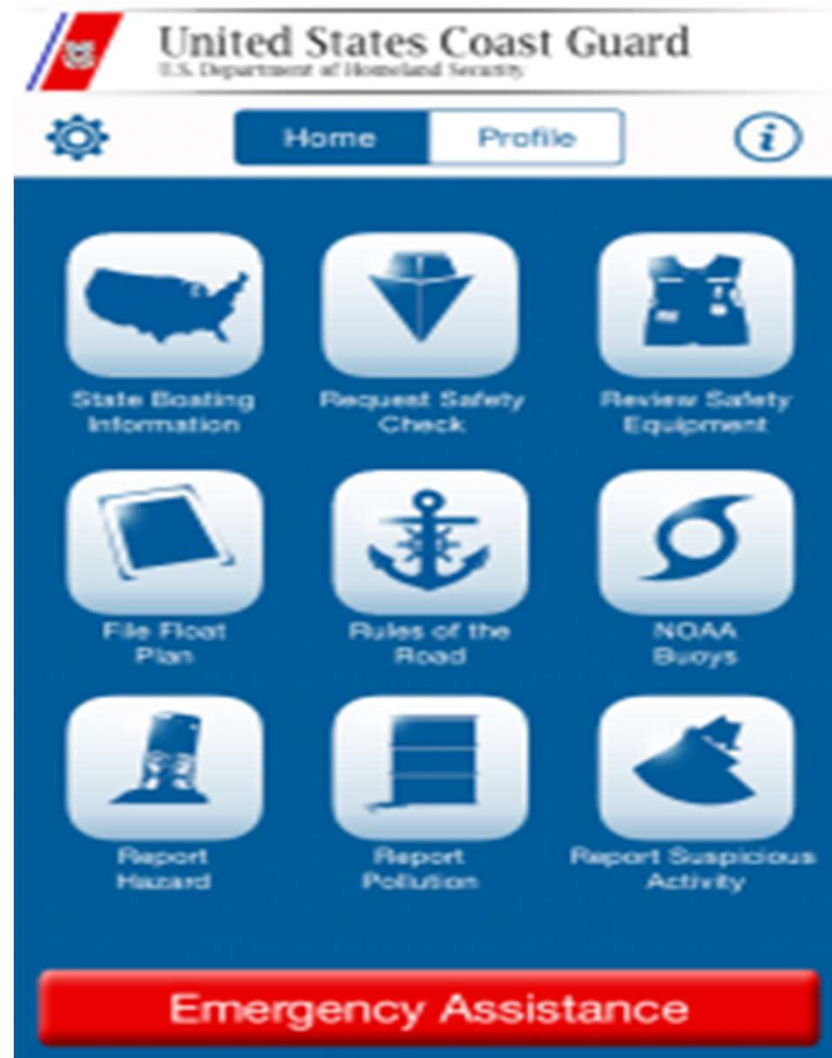 United States Coast Guard
U.S. Department of Homeland Security
Home Profile i
State Boating
Information
Request Safety
Check
Review Safety
Equipment
File Float
Plan
Rules of the
Road
NOAA
Buoys
Report
Hazard
Report
Pollution
Report Suspicious
Activity
Emergency Assistance